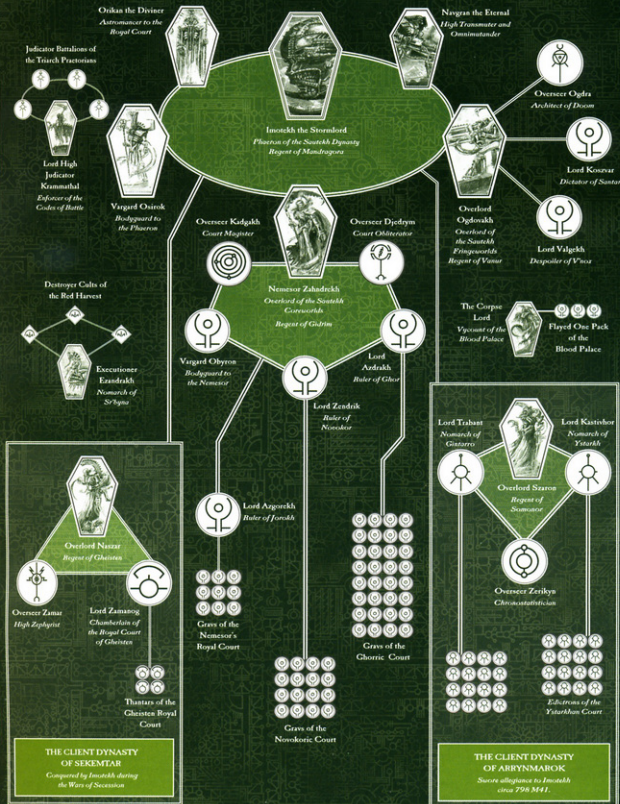 Orikan the Diviner
Astromancer to the
Royal Court
Navgran the Eternal
High Transmuter and
Omnimutander
Judicator Battalions of
the Triarch Praetorians
Lord High
Judicator
Krammathal
Enforcer of the
Codes of Battle
Vargard Osirok
Bodyguard to
the Phaeron
Imotekh the Stormlord
Phaeron of the Sautekh Dynasty
Regent of Mandragora
Overlord
Ogdovakh
Overlord of
the Sautekh
Fringeworlds
Regent of Vanur
Overseer Ogdra
Architect of Doom
Lord Koszvar
Dictator of Santar
Lord Valgekh
Despoiler of V'noz
Overseer Kadgakh
Court Magister
Overseer Djedrym
Court Obliterator
Nemesor Zahndrekh
Overlord of the Sautekh
Coreworlds
Regent of Gidrim
Vargard Obyron
Bodyguard to
the Nemesor
Lord
Azdrakh
Ruler of Ghor
Lord Zendrik
Ruler of
Novokor
Destroyer Cults of
the Red Harvest
Executioner
Ezandrakh
Nomarch of
Sr'bqna
The Corpse
Lord
Vycount of the
Blood Palace
Flayed One Pack
of the
Blood Palace
Lord Azgorekh
Ruler of Jorokh
Gravs of the
Nemesor's
Royal Court
Gravs of the
Novokoric Court
Gravs of the
Ghorric Court
Overlord Naszar
Regent of Gheisten
Overseer Zamar
High Zephyrist
Lord Zamanog
Chamberlain of
the Royal Court
of Gheisten
Thantars of the
Gheisten Royal
Court
THE CLIENT DYNASTY
OF SEKEMTAR
Conquered by Imotekh during
the Wars of Secession
Lord Trabant
Nomarch of
Gintarro
Lord Kastivhor
Nomarch of
Ystarkh
Overlord Szaron
Regent of
Somonor
Overseer Zerikyn
Chronostatistician
Edictrons of the
Ystarkhan Court
THE CLIENT DYNASTY
OF ARRYNMAROK
Swore allegiance to Imotekh
circa 798 M41.